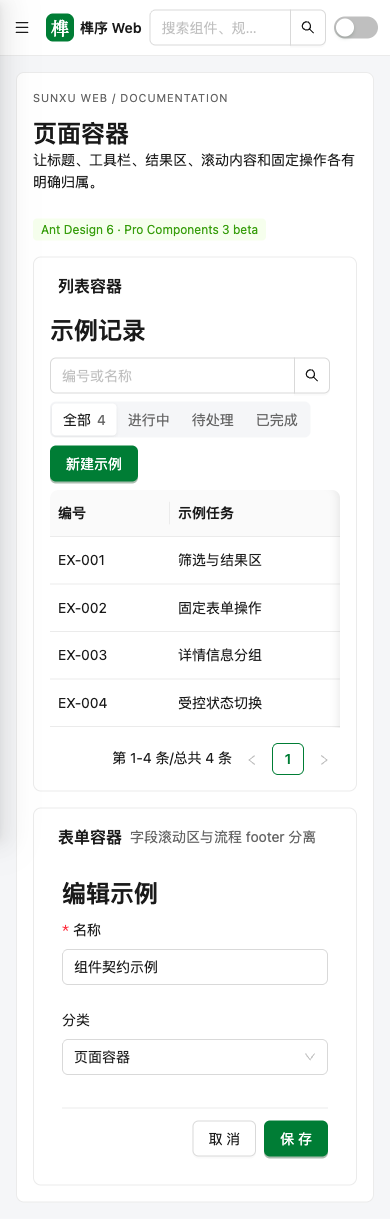 榫 榫序 Web 搜索组件、规...
SUNXU WEB / DOCUMENTATION
页面容器
让标题、工具栏、结果区、滚动内容和固定操作各有
明确归属。
Ant Design 6 · Pro Components 3 beta
列表容器
示例记录
编号或名称
全部 4 进行中 待处理 已完成
新建示例
编号 示例任务
EX-001 筛选与结果区
EX-002 固定表单操作
EX-003 详情信息分组
EX-004 受控状态切换
第 1-4 条/总共 4 条 1
表单容器 字段滚动区与流程 footer 分离
编辑示例
* 名称
组件契约示例
分类
页面容器
取 消 保 存